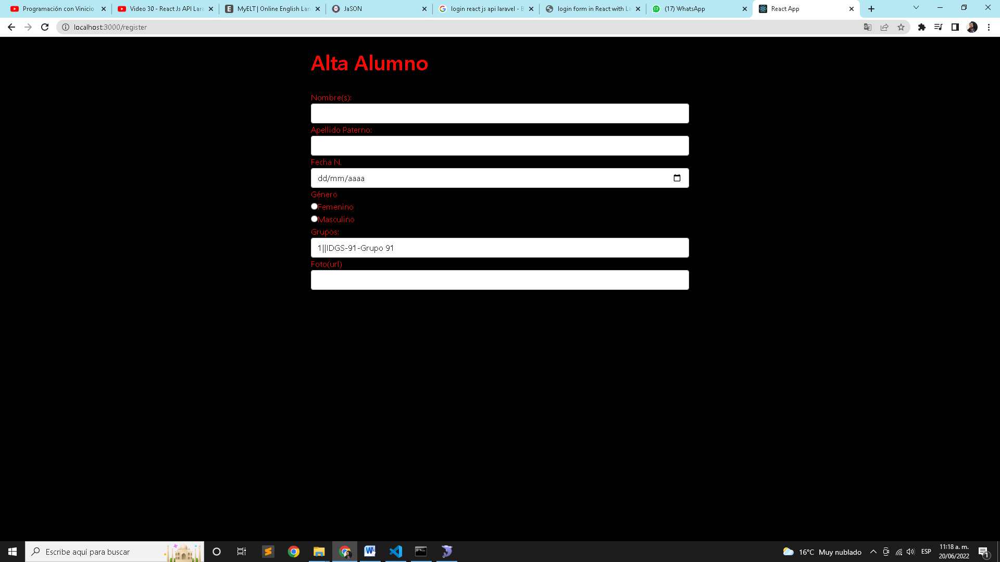 Programación con Vinicio
Video 30 - React Js API Lara
MyELT | Online English Lan
JaSON
login react js api laravel - B
login form in React with La
(17) WhatsApp
React App
localhost:3000/register
Alta Alumno
Nombre(s):
Apellido Paterno:
Fecha N.
dd/mm/aaaa
Género
Femenino
Masculino
Grupos:
1||IDGS-91-Grupo 91
Foto(url)
Escribe aquí para buscar
16°C Muy nublado
ESP
11:18 a. m.
20/06/2022
1